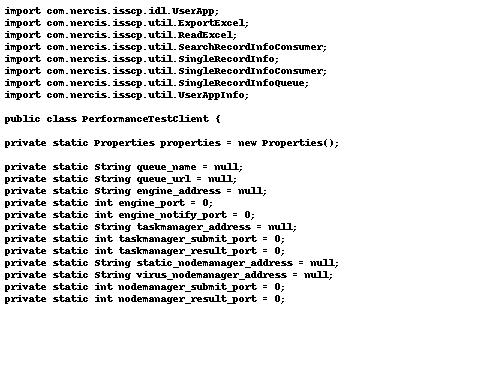 import com.nercis.isscp.idl.UserApp;
import com.nercis.isscp.util.ExportExcel;
import com.nercis.isscp.util.ReadExcel;
import com.nercis.isscp.util.SearchRecordInfoConsumer;
import com.nercis.isscp.util.SingleRecordInfo;
import com.nercis.isscp.util.SingleRecordInfoConsumer;
import com.nercis.isscp.util.SingleRecordInfoQueue;
import com.nercis.isscp.util.UserAppInfo;
public class PerformanceTestClient {
private static Properties properties = new Properties();
private static String queue_name = null;
private static String queue_url = null;
private static String engine_address = null;
private static int engine_port = 0;
private static int engine_notify_port = 0;
private static String taskmanager_address = null;
private static int taskmanager_submit_port = 0;
private static int taskmanager_result_port = 0;
private static String static_nodemanager_address = null;
private static String virus_nodemanager_address = null;
private static int nodemanager_submit_port = 0;
private static int nodemanager_result_port = 0;